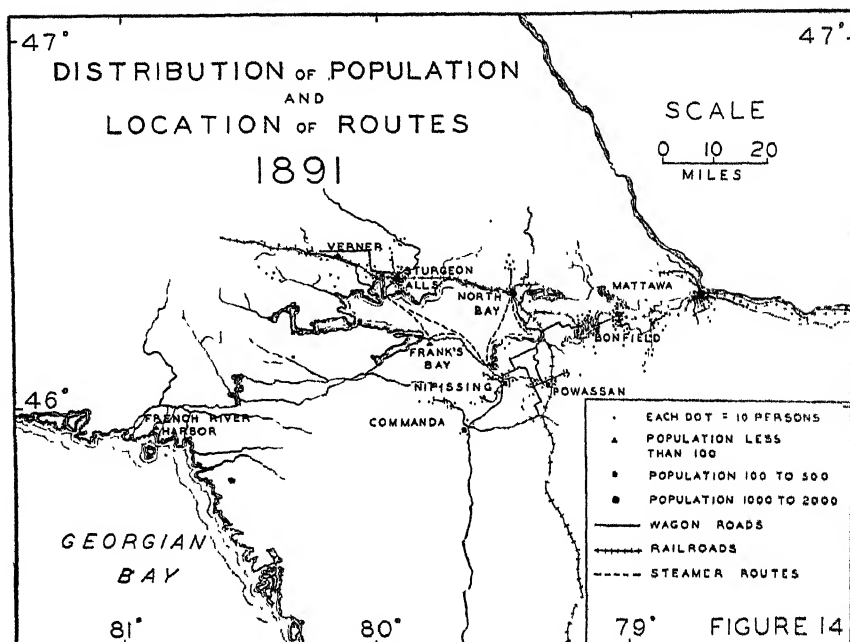 47° 47°
DISTRIBUTION OF POPULATION
AND
LOCATION OF ROUTES
1891
SCALE
0 10 20
MILES
VERNER
STURGEON
FALLS
NORTH
BAY
MATTAWA
BONFIELD
FRANK'S
BAY
NIPISSING
POWASSAN
COMMANDA
46° 46°
FRENCH RIVER
HARBOR
GEORGIAN
BAY
EACH DOT = 10 PERSONS
POPULATION LESS
THAN 100
POPULATION 100 TO 500
POPULATION 1000 TO 2000
WAGON ROADS
RAILROADS
STEAMER ROUTES
81° 80° 79°
FIGURE 14